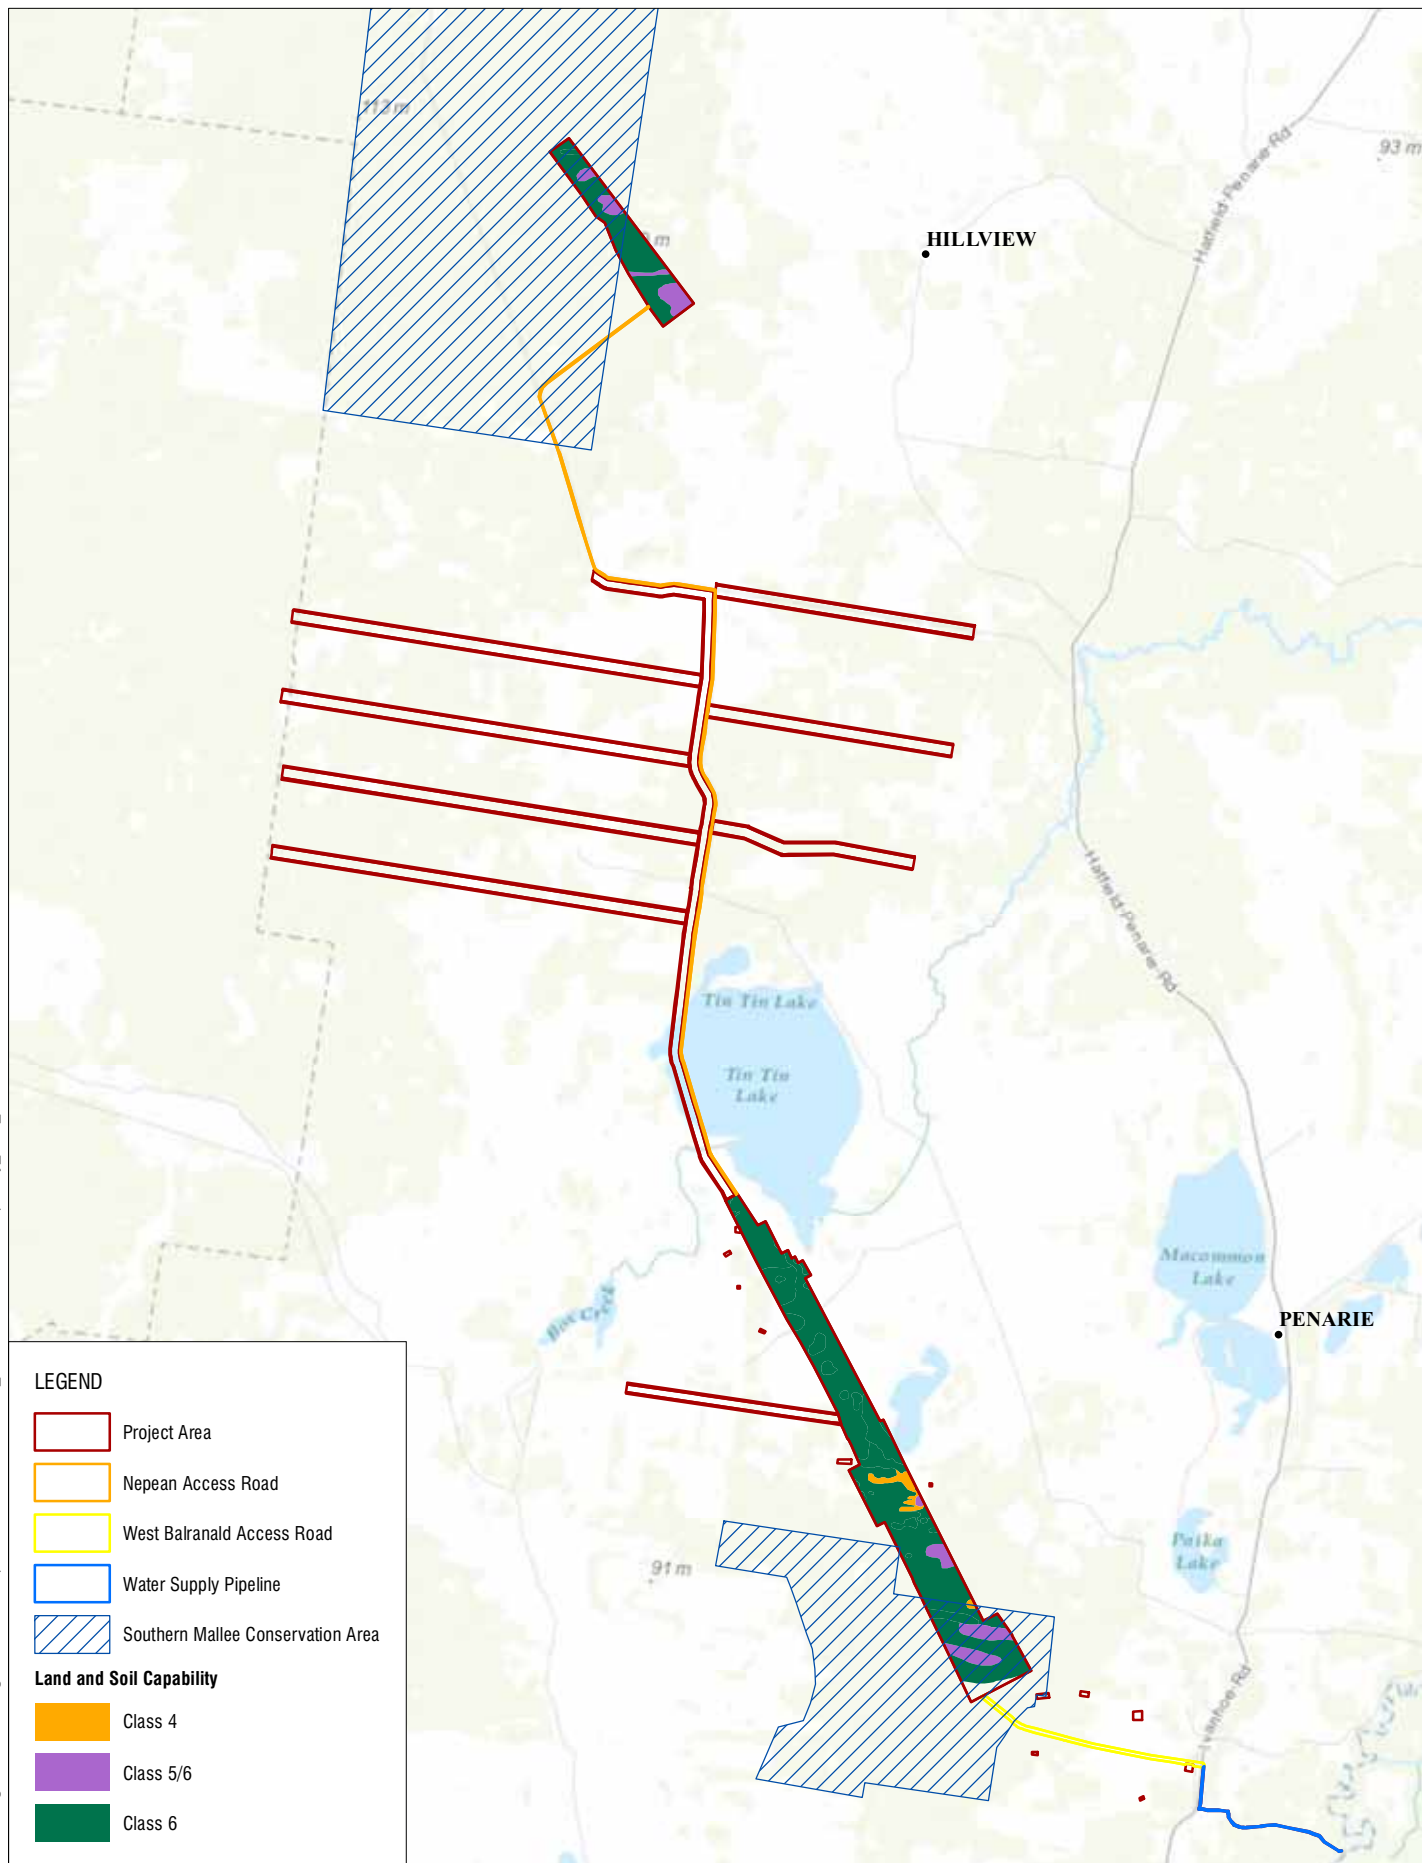 113 m
93 m
Hatfield Penarie Rd
m
HILLVIEW
Hatfield Penarie Rd
Tin Tin Lake
Tin Tin
Lake
Macommon
Lake
PENARIE
Box Creek
Paika
Lake
91 m
Ivanhoe Rd
LEGEND
Project Area
Nepean Access Road
West Balranald Access Road
Water Supply Pipeline
Southern Mallee Conservation Area
Land and Soil Capability
Class 4
Class 5/6
Class 6